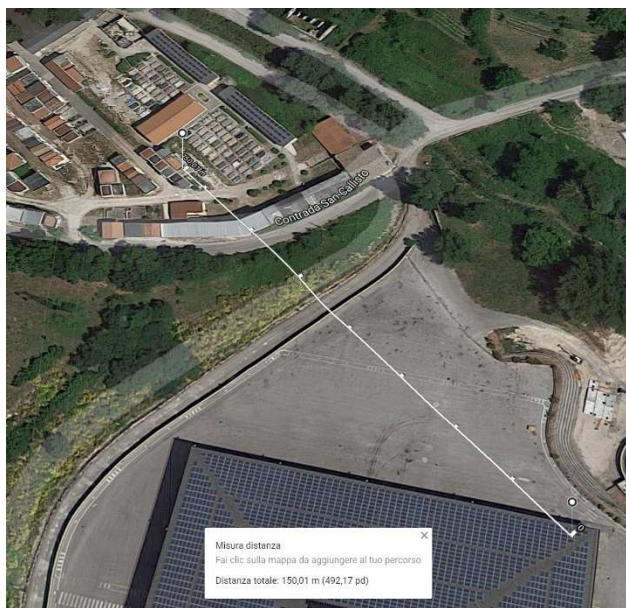 Contrada San Callisto
Misura distanza
Fai clic sulla mappa da aggiungere al tuo percorso
Distanza totale: 150,01 m (492,17 pd)
0